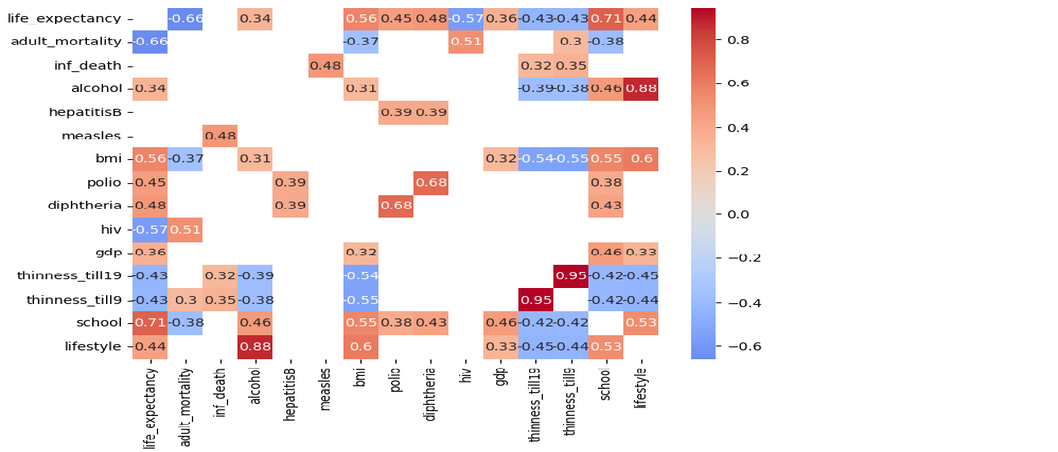 life_expectancy -0.66 0.34 0.56 0.45 0.48 -0.57 0.36 -0.43 -0.43 0.71 0.44
adult_mortality -0.66 -0.37 0.51 0.3 -0.38
inf_death 0.48 0.32 0.35
alcohol 0.34 0.31 -0.39 -0.38 0.46 0.88
hepatitisB 0.39 0.39
measles 0.48
bmi 0.56 -0.37 0.31 0.32 -0.54 -0.55 0.55 0.6
polio 0.45 0.39 0.68 0.38
diphtheria 0.48 0.39 0.68 0.43
hiv -0.57 0.51
gdp 0.36 0.32 0.46 0.33
thinness_till19 -0.43 0.32 -0.39 -0.54 0.95 -0.42 -0.45
thinness_till9 -0.43 0.3 0.35 -0.38 -0.55 0.95 -0.42 -0.44
school 0.71 -0.38 0.46 0.55 0.38 0.43 0.46 -0.42 -0.42 0.53
lifestyle 0.44 0.88 0.6 0.33 -0.45 -0.44 0.53
life_expectancy
adult_mortality
inf_death
alcohol
hepatitisB
measles
bmi
polio
diphtheria
hiv
gdp
thinness_till19
thinness_till9
school
lifestyle
0.8
0.6
0.4
0.2
0.0
−0.2
−0.4
−0.6